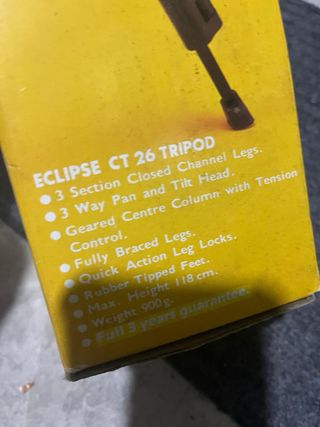 ECLIPSE CT 26 TRIPOD
● 3 Section Closed Channel Legs.
● 3 Way Pan and Tilt Head.
● Geared Centre Column with Tension
Control.
● Fully Braced Legs.
● Quick Action Leg Locks.
● Rubber Tipped Feet.
● Max. Height 118 cm.
● Weight 900g.
● Full 3 years guarantee.